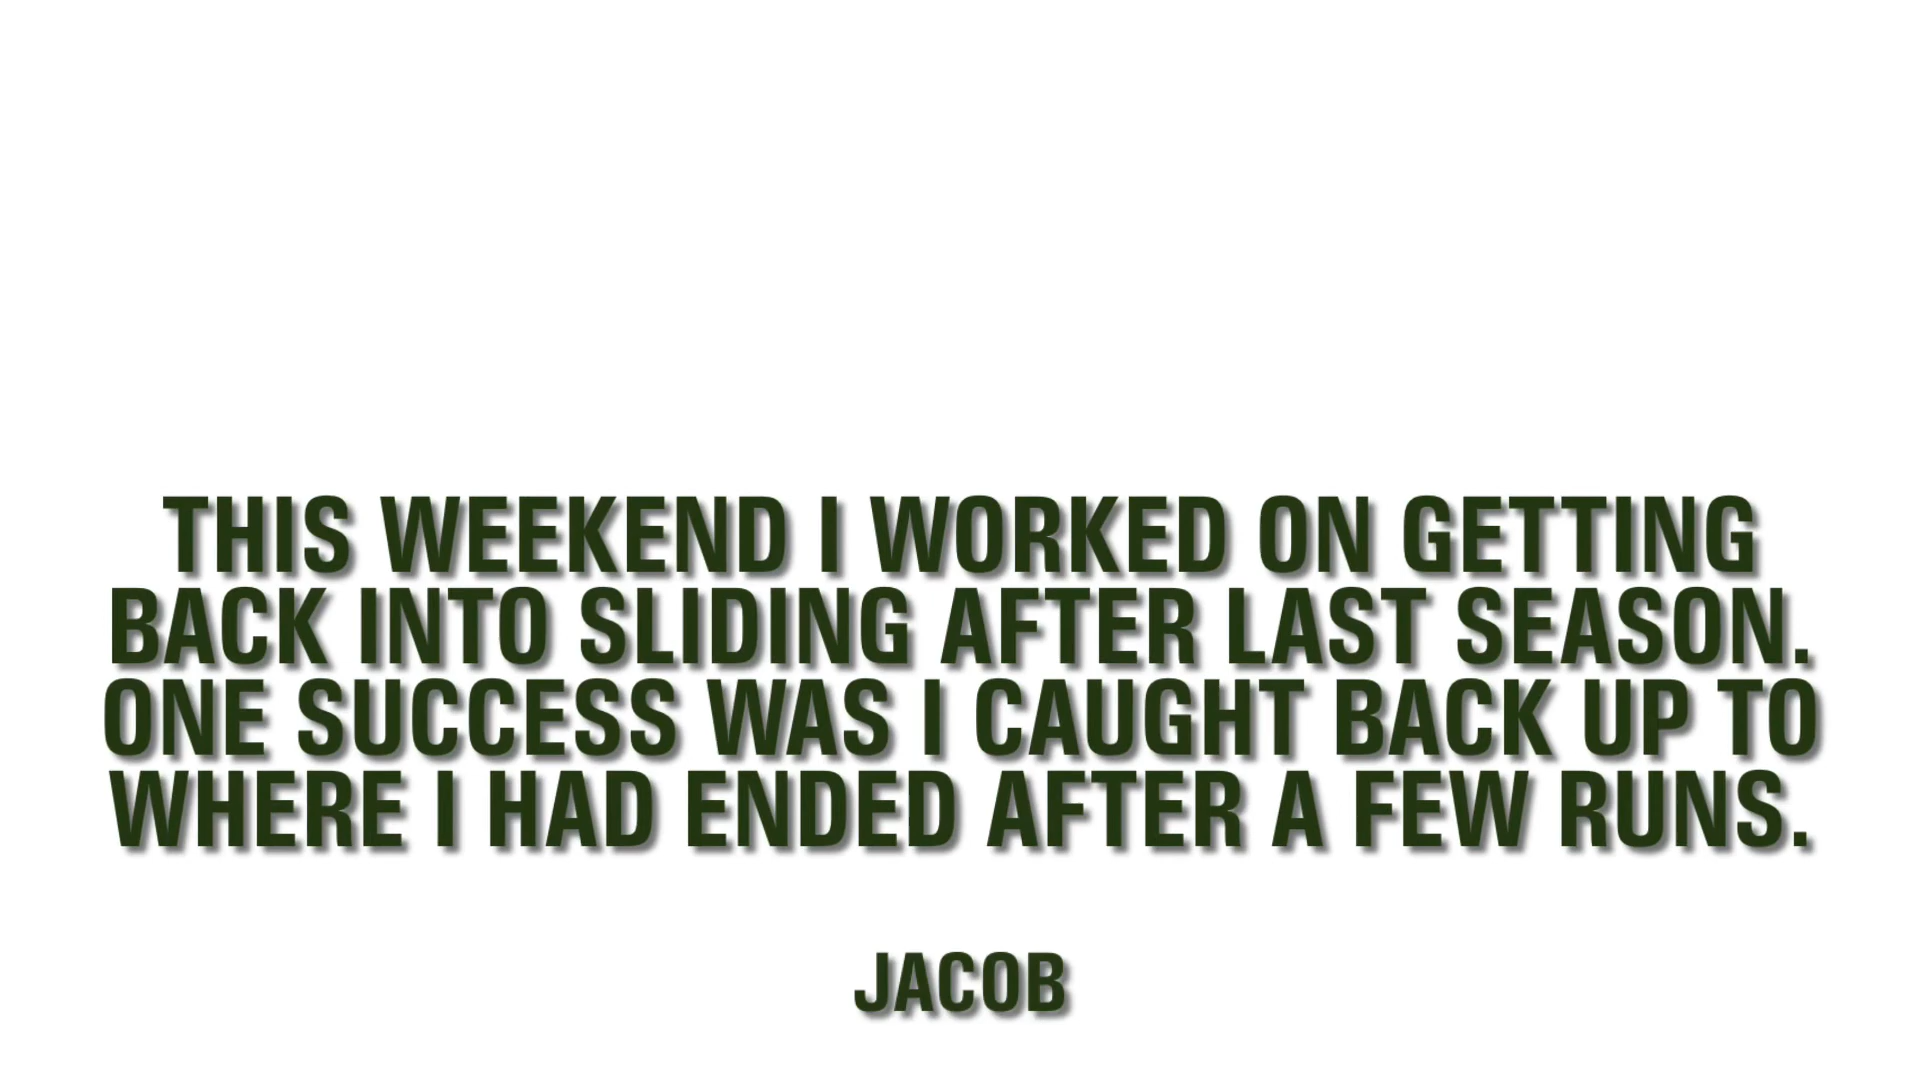 THIS WEEKEND I WORKED ON GETTING
BACK INTO SLIDING AFTER LAST SEASON.
ONE SUCCESS WAS I CAUGHT BACK UP TO
WHERE I HAD ENDED AFTER A FEW RUNS.
JACOB